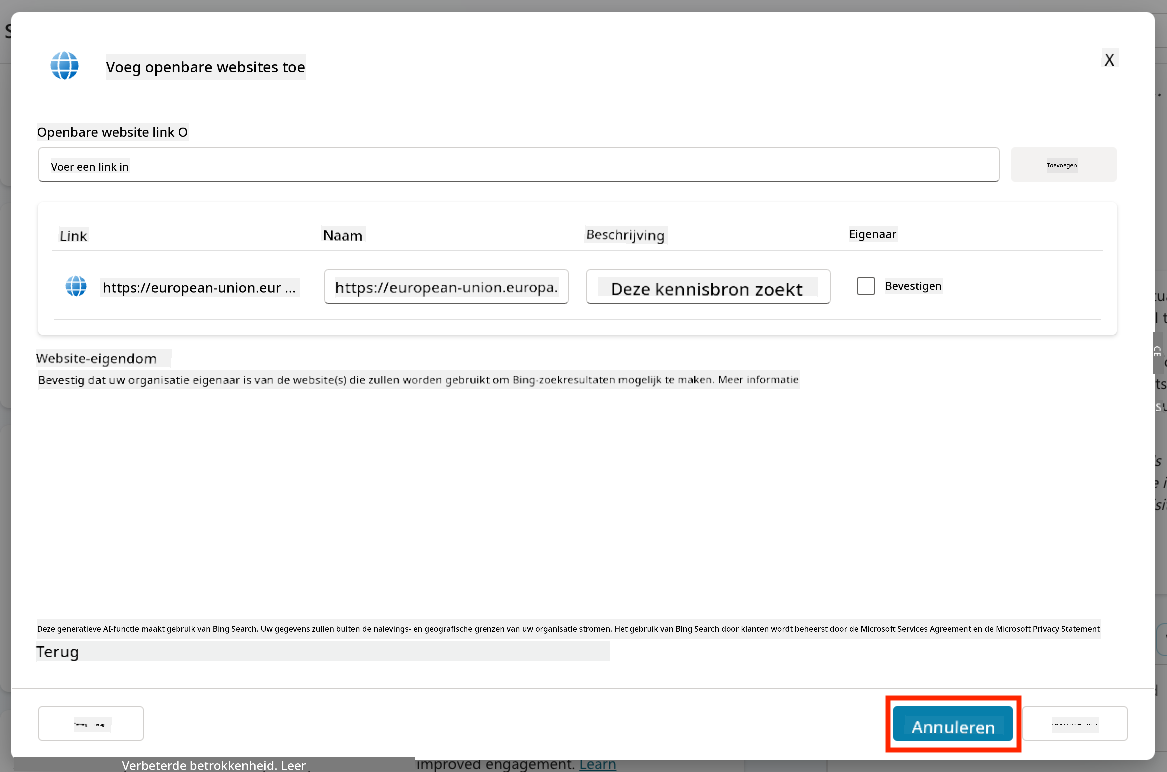 Voeg openbare websites toe
X
Openbare website link O
Voer een link in
Toevoegen
Link Naam Beschrijving Eigenaar
https://european-union.eur ... https://european-union.europa. Deze kennisbron zoekt Bevestigen
Website-eigendom
Bevestig dat uw organisatie eigenaar is van de website(s) die zullen worden gebruikt om Bing-zoekresultaten mogelijk te maken. Meer informatie
Deze generatieve AI-functie maakt gebruik van Bing Search. Uw gegevens zullen buiten de nalevings- en geografische grenzen van uw organisatie stromen. Het gebruik van Bing Search door klanten wordt beheerst door de Microsoft Services Agreement en de Microsoft Privacy Statement
Terug
Annuleren
Verbeterde betrokkenheid. Leer improved engagement. Learn